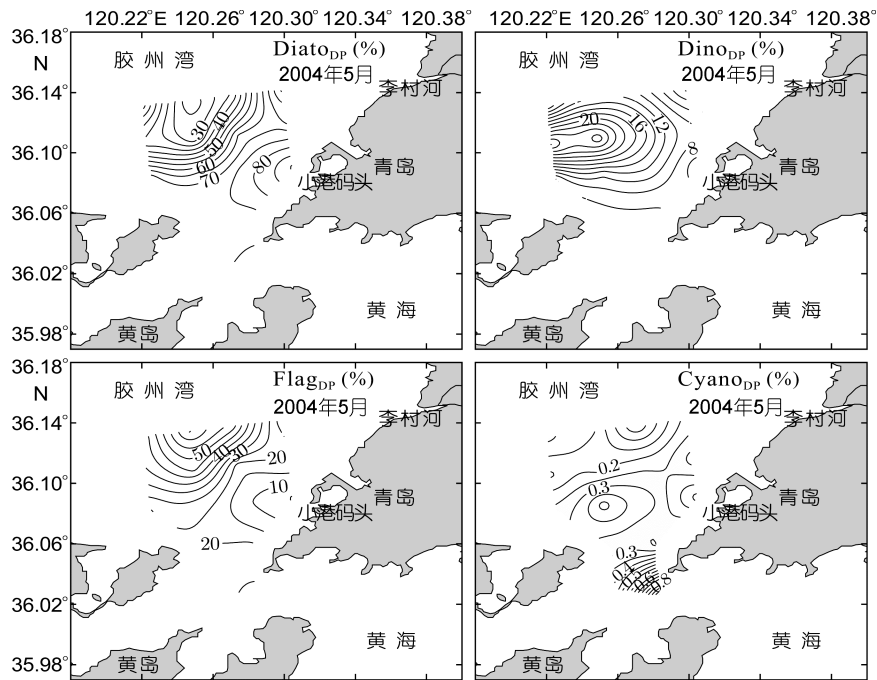 120.22°E 120.26° 120.30° 120.34° 120.38°
120.22°E 120.26° 120.30° 120.34° 120.38°
36.18°
N
36.14°
36.10°
36.06°
36.02°
35.98°
胶 州 湾
Diato_DP (%)
2004年5月
李村河
青岛
小港码头
黄 海
黄岛
30
40
50
60
70
80
胶 州 湾
Dino_DP (%)
2004年5月
李村河
青岛
小港码头
黄 海
黄岛
20
16
12
8
36.18°
N
36.14°
36.10°
36.06°
36.02°
35.98°
胶 州 湾
Flag_DP (%)
2004年5月
李村河
青岛
小港码头
黄 海
黄岛
50
40
30
20
10
20
胶 州 湾
Cyano_DP (%)
2004年5月
李村河
青岛
小港码头
黄 海
黄岛
0.2
0.3
0.3
0.4
0.8